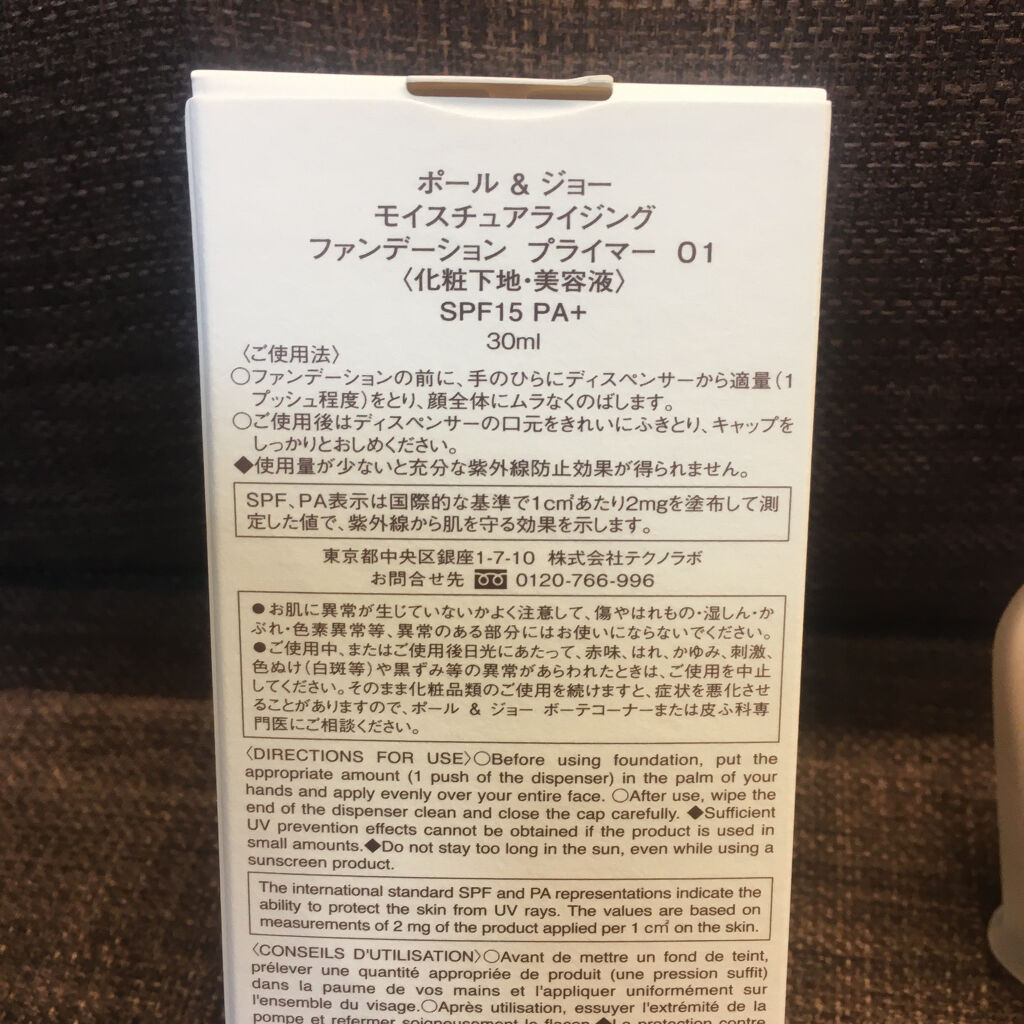 ポール & ジョー
モイスチュアライジング
ファンデーション プライマー 01
〈化粧下地・美容液〉
SPF15 PA+
30ml
〈ご使用法〉
○ファンデーションの前に、手のひらにディスペンサーから適量(1
プッシュ程度)をとり、顔全体にムラなくのばします。
○ご使用後はディスペンサーの口元をきれいにふきとり、キャップを
しっかりとおしめください。
◆使用量が少ないと充分な紫外線防止効果が得られません。
SPF、PA表示は国際的な基準で1c㎡あたり2mgを塗布して測
定した値で、紫外線から肌を守る効果を示します。
東京都中央区銀座1-7-10 株式会社テクノラボ
お問合せ先 0120-766-996
●お肌に異常が生じていないかよく注意して、傷やはれもの・湿しん・か
ぶれ・色素異常等、異常のある部分にはお使いにならないでください。
●ご使用中、またはご使用後日光にあたって、赤味、はれ、かゆみ、刺激、
色ぬけ(白斑等)や黒ずみ等の異常があらわれたときは、ご使用を中止
してください。そのまま化粧品類のご使用を続けますと、症状を悪化させ
ることがありますので、ポール & ジョー ボーテコーナーまたは皮ふ科専
門医にご相談ください。
〈DIRECTIONS FOR USE〉○Before using foundation, put the
appropriate amount (1 push of the dispenser) in the palm of your
hands and apply evenly over your entire face. ○After use, wipe the
end of the dispenser clean and close the cap carefully. ◆Sufficient
UV prevention effects cannot be obtained if the product is used in
small amounts.◆Do not stay too long in the sun, even while using a
sunscreen product.
The international standard SPF and PA representations indicate the
ability to protect the skin from UV rays. The values are based on
measurements of 2 mg of the product applied per 1 c㎡ on the skin.
〈CONSEILS D'UTILISATION〉○Avant de mettre un fond de teint,
prélever une quantité appropriée de produit (une pression suffit)
dans la paume de vos mains et l'appliquer uniformément sur
l'ensemble du visage.○Après utilisation, essuyer l'extrémité de la
pompe et refermer soigneusement le flacon.◆La protection contre